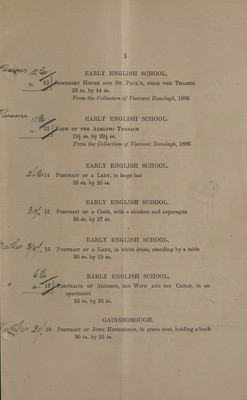 5
EARLY ENGLISH SCHOOL.
12 Somerset House and St. Paul's, from the Thames
22 in. by 44 in.
From the Collection of Viscount Ranelagh, 1886
EARLY ENGLISH SCHOOL.
13 View of the Adelphi Terrace
19½ in. by 29½ in.
From the Collection of Viscount Ranelagh, 1886
EARLY ENGLISH SCHOOL.
14 Portrait of a Lady, in large hat
26 in. by 20 in.
EARLY ENGLISH SCHOOL.
15 Portrait of a Cook, with a chicken and asparagus
36 in. by 27 in.
EARLY ENGLISH SCHOOL.
16 Portrait of a Lady, in white dress, standing by a table
30 in. by 19 in.
EARLY ENGLISH SCHOOL.
17 Portraits of Addison, his Wife and his Child, in an
apartment
25 in. by 35 in.
GAINSBOROUGH.
18 Portrait of John Henderson, in green coat, holding a book
30 in. by 25 in.